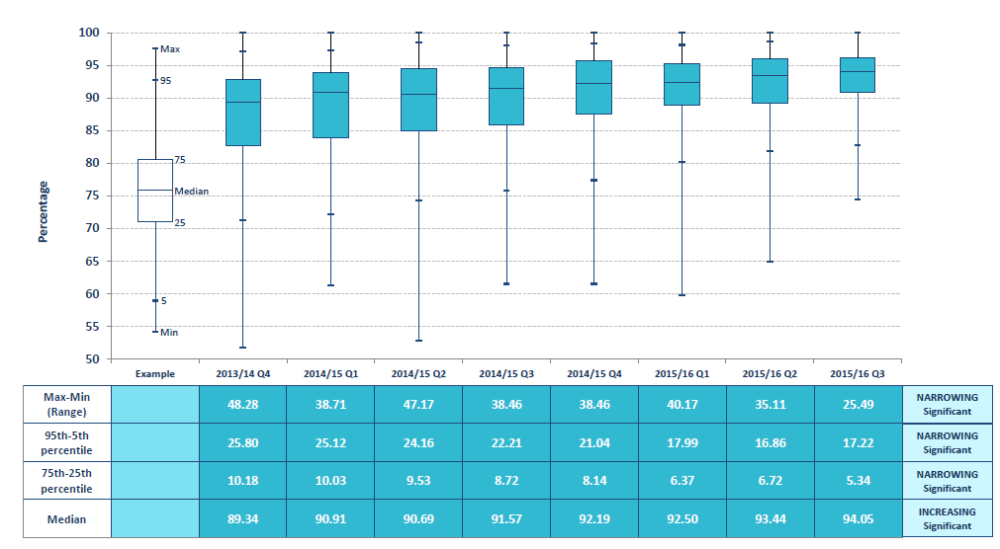 100
95
90
85
80
75
70
65
60
55
50
Percentage
Max
95
75
Median
25
5
Min
Example 2013/14 Q4 2014/15 Q1 2014/15 Q2 2014/15 Q3 2014/15 Q4 2015/16 Q1 2015/16 Q2 2015/16 Q3
Max-Min
(Range)
48.28 38.71 47.17 38.46 38.46 40.17 35.11 25.49
NARROWING
Significant
95th-5th
percentile
25.80 25.12 24.16 22.21 21.04 17.99 16.86 17.22
NARROWING
Significant
75th-25th
percentile
10.18 10.03 9.53 8.72 8.14 6.37 6.72 5.34
NARROWING
Significant
Median
89.34 90.91 90.69 91.57 92.19 92.50 93.44 94.05
INCREASING
Significant